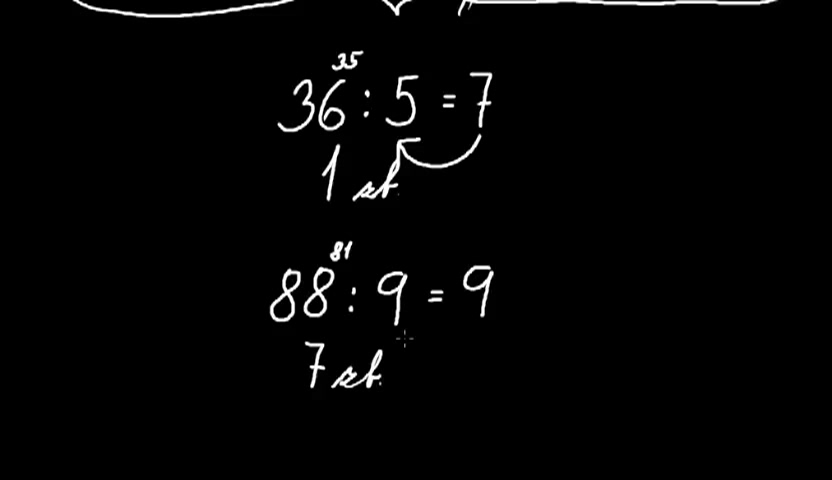 35
36 : 5 = 7
1 zb.
81
88 : 9 = 9
7 zb.